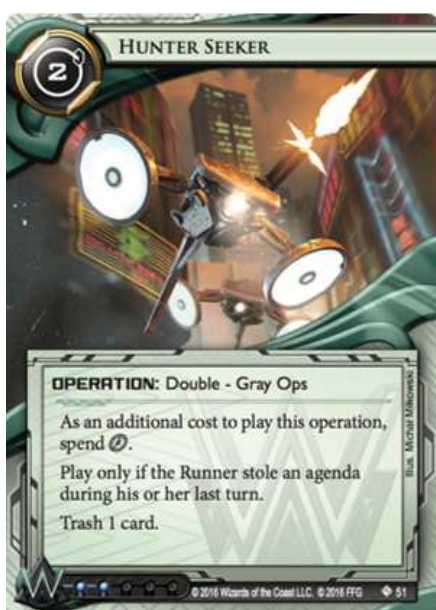 HUNTER SEEKER
2
OPERATION: Double - Gray Ops
As an additional cost to play this operation,
spend .
Play only if the Runner stole an agenda
during his or her last turn.
Trash 1 card.
Illus. Michał Miłkowski
© 2016 Wizards of the Coast LLC. © 2016 FFG
51